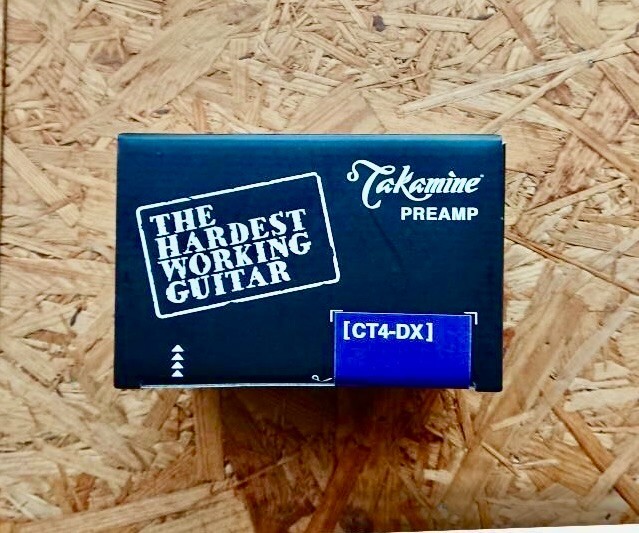 THE
HARDEST
WORKING
GUITAR
Takamine
PREAMP
[CT4-DX]